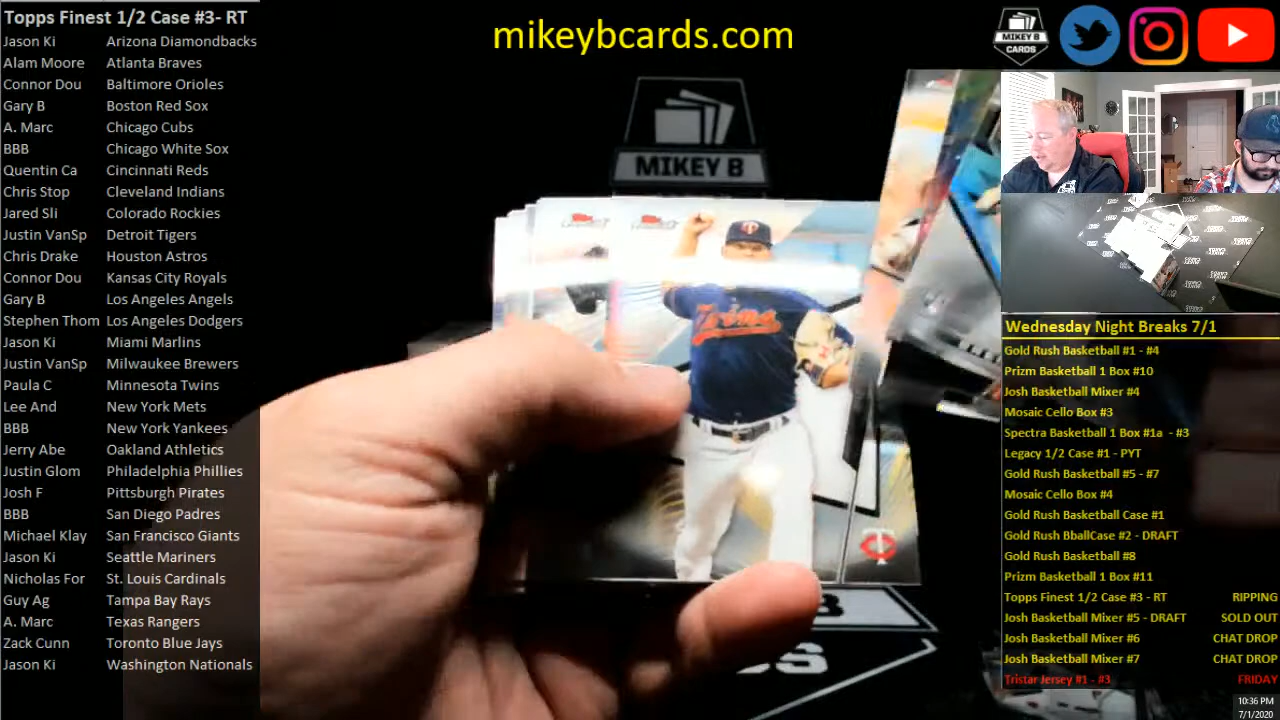 Topps Finest 1/2 Case #3- RT
Jason Ki Arizona Diamondbacks
Alam Moore Atlanta Braves
Connor Dou Baltimore Orioles
Gary B Boston Red Sox
A. Marc Chicago Cubs
BBB Chicago White Sox
Quentin Ca Cincinnati Reds
Chris Stop Cleveland Indians
Jared Sli Colorado Rockies
Justin VanSp Detroit Tigers
Chris Drake Houston Astros
Connor Dou Kansas City Royals
Gary B Los Angeles Angels
Stephen Thom Los Angeles Dodgers
Jason Ki Miami Marlins
Justin VanSp Milwaukee Brewers
Paula C Minnesota Twins
Lee And New York Mets
BBB New York Yankees
Jerry Abe Oakland Athletics
Justin Glom Philadelphia Phillies
Josh F Pittsburgh Pirates
BBB San Diego Padres
Michael Klay San Francisco Giants
Jason Ki Seattle Mariners
Nicholas For St. Louis Cardinals
Guy Ag Tampa Bay Rays
A. Marc Texas Rangers
Zack Cunn Toronto Blue Jays
Jason Ki Washington Nationals
mikeybcards.com
MIKEY B
MIKEY B
CARDS
Wednesday Night Breaks 7/1
Gold Rush Basketball #1 - #4
Prizm Basketball 1 Box #10
Josh Basketball Mixer #4
Mosaic Cello Box #3
Spectra Basketball 1 Box #1a - #3
Legacy 1/2 Case #1 - PYT
Gold Rush Basketball #5 - #7
Mosaic Cello Box #4
Gold Rush Basketball Case #1
Gold Rush BballCase #2 - DRAFT
Gold Rush Basketball #8
Prizm Basketball 1 Box #11
Topps Finest 1/2 Case #3 - RT RIPPING
Josh Basketball Mixer #5 - DRAFT SOLD OUT
Josh Basketball Mixer #6 CHAT DROP
Josh Basketball Mixer #7 CHAT DROP
Tristar Jersey #1 - #3 FRIDAY
10:36 PM
7/1/2020